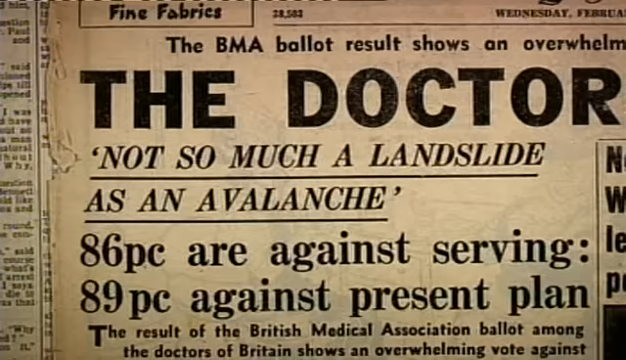 Fine Fabrics
38,503
WEDNESDAY, FEBRUA
The BMA ballot result shows an overwhelm
THE DOCTOR
'NOT SO MUCH A LANDSLIDE
AS AN AVALANCHE'
86pc are against serving:
89pc against present plan
The result of the British Medical Association ballot among
the doctors of Britain shows an overwhelming vote against